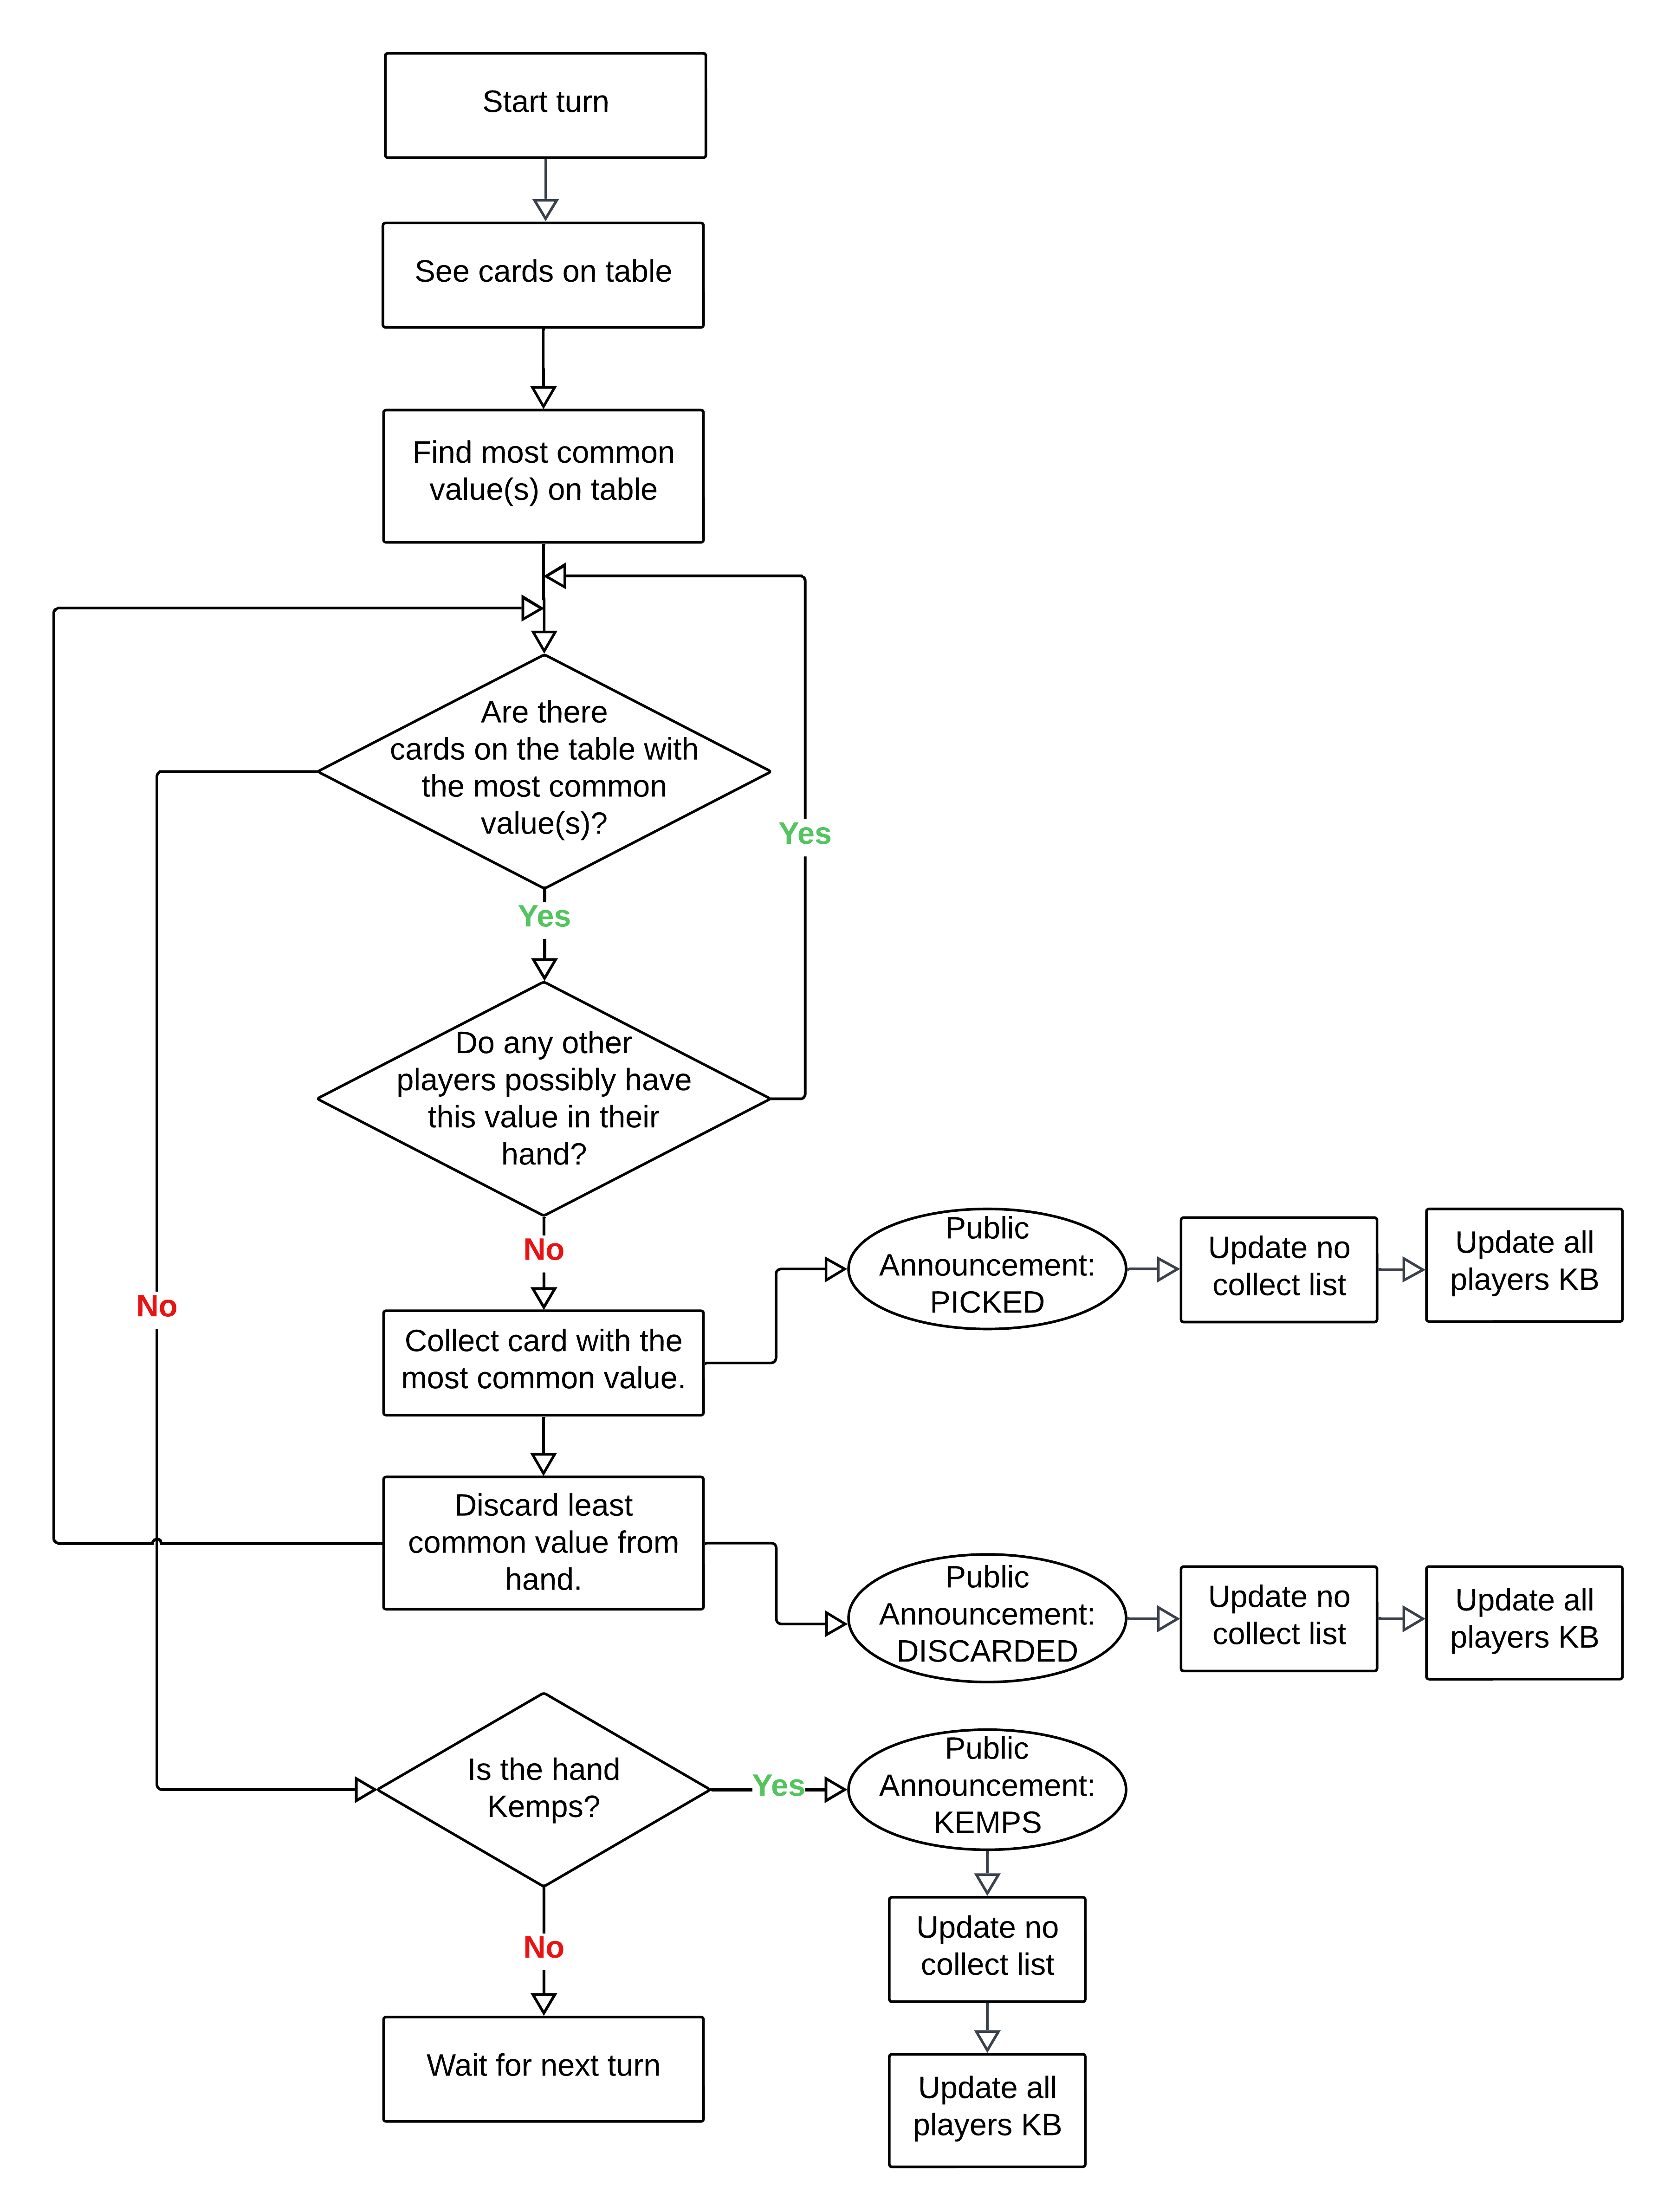 Start turn
See cards on table
Find most common
value(s) on table
Are there
cards on the table with
the most common
value(s)?
Yes
Yes
Do any other
players possibly have
this value in their
hand?
No
No
Collect card with the
most common value.
Public
Announcement:
PICKED
Update no
collect list
Update all
players KB
Discard least
common value from
hand.
Public
Announcement:
DISCARDED
Update no
collect list
Update all
players KB
Is the hand
Kemps?
Yes
Public
Announcement:
KEMPS
No
Update no
collect list
Wait for next turn
Update all
players KB